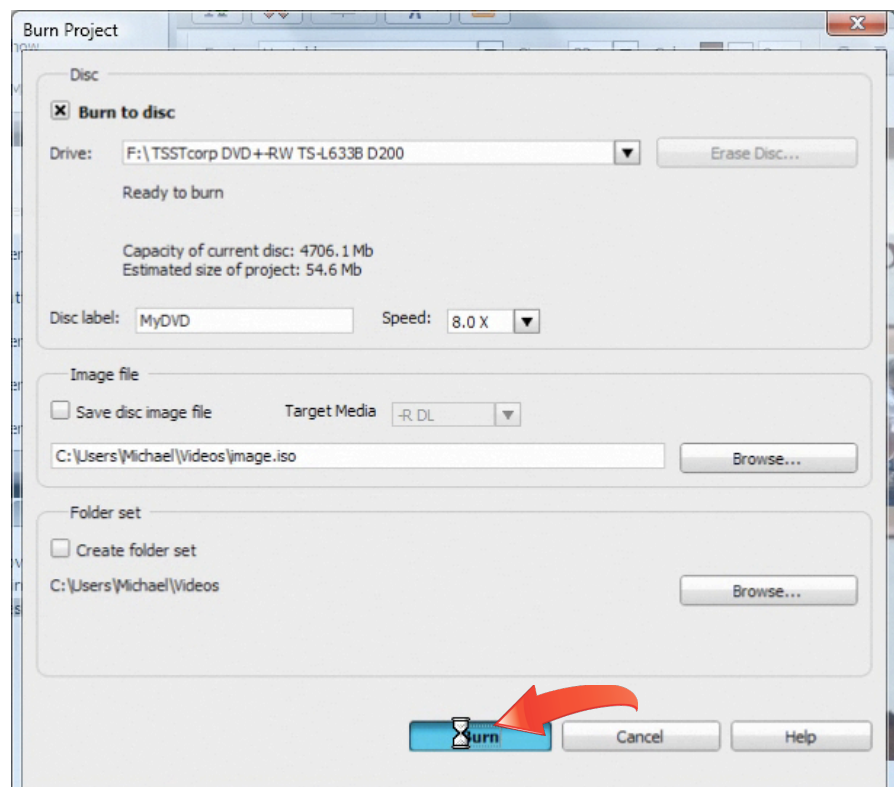 Burn Project
Disc
Burn to disc
Drive: F:\TSSTcorp DVD+-RW TS-L633B D200 Erase Disc...
Ready to burn
Capacity of current disc: 4706.1 Mb
Estimated size of project: 54.6 Mb
Disc label: MyDVD Speed: 8.0 X
Image file
Save disc image file Target Media -R DL
C:\Users\Michael\Videos\image.iso Browse...
Folder set
Create folder set
C:\Users\Michael\Videos Browse...
Burn Cancel Help